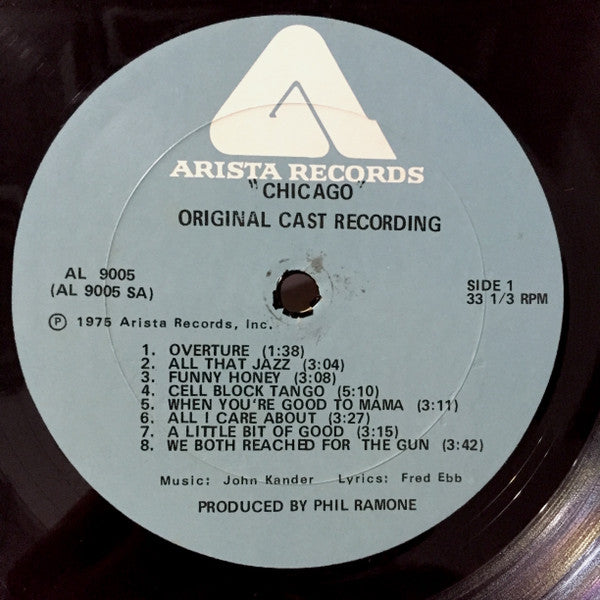 ARISTA RECORDS
"CHICAGO"
ORIGINAL CAST RECORDING
AL 9005
(AL 9005 SA)
SIDE 1
33 1/3 RPM
Ⓟ 1975 Arista Records, Inc.
1. OVERTURE (1:38)
2. ALL THAT JAZZ (3:04)
3. FUNNY HONEY (3:08)
4. CELL BLOCK TANGO (5:10)
5. WHEN YOU'RE GOOD TO MAMA (3:11)
6. ALL I CARE ABOUT (3:27)
7. A LITTLE BIT OF GOOD (3:15)
8. WE BOTH REACHED FOR THE GUN (3:42)
Music: John Kander Lyrics: Fred Ebb
PRODUCED BY PHIL RAMONE